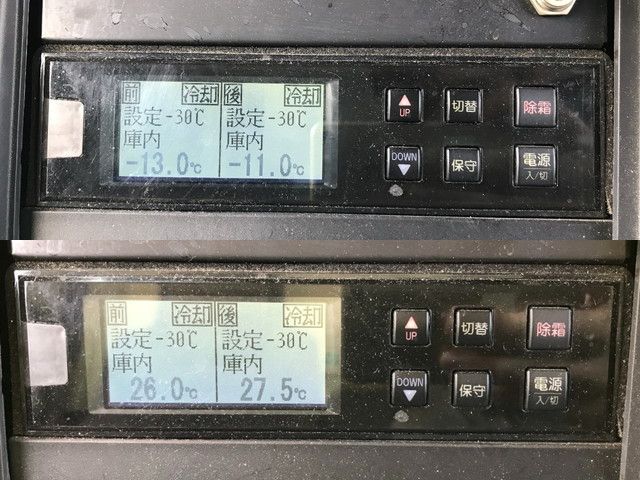 前 冷却 後 冷却
設定-30℃ 設定-30℃
庫内 庫内
-13.0℃ -11.0℃
▲ UP 切替 除霜
DOWN ▼ 保守 電源 入/切
前 冷却 後 冷却
設定-30℃ 設定-30℃
庫内 庫内
26.0℃ 27.5℃
▲ UP 切替 除霜
DOWN ▼ 保守 電源 入/切